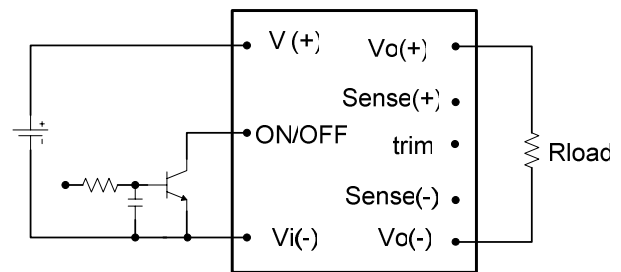 V (+)
Vo(+)
Sense(+)
ON/OFF
trim
Rload
Sense(-)
Vi(-)
Vo(-)
+
-